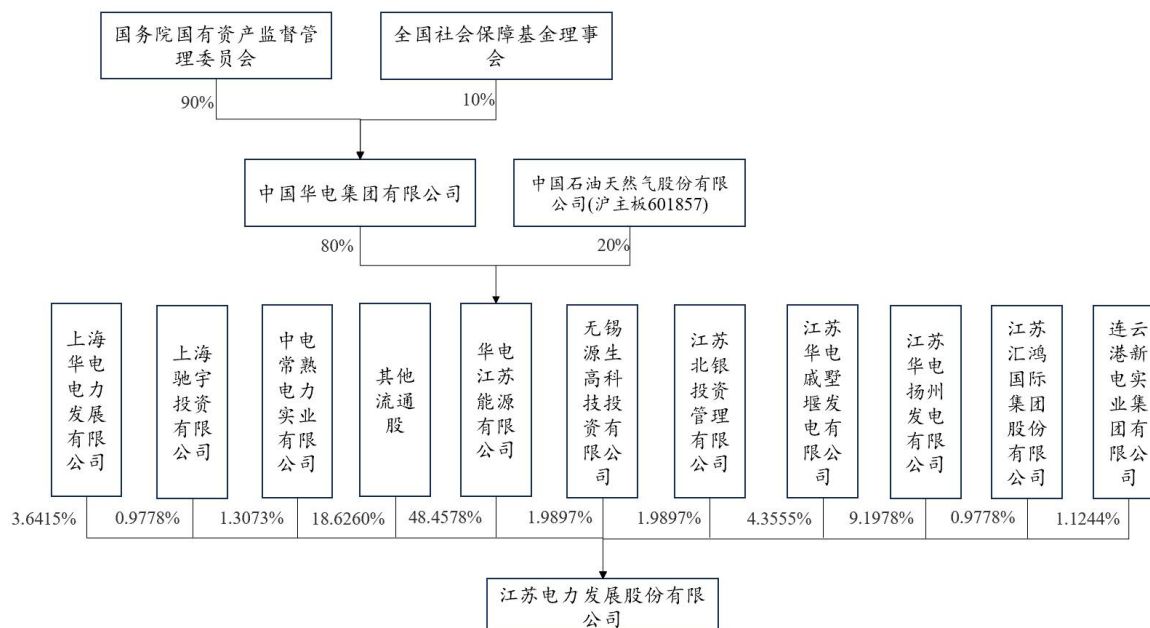 国务院国有资产监督管
理委员会
全国社会保障基金理事
会
90%
10%
中国华电集团有限公司
中国石油天然气股份有限
公司(沪主板601857)
80%
20%
上海
华电
电力
发展
有限
公司
上海
驰宇
投资
有限
公司
中电
常熟
电力
实业
有限
公司
其他
流通
股
华电
江苏
能源
有限
公司
无锡
源生
高科
技投
资有
限公
司
江苏
北银
投资
管理
有限
公司
江苏
华电
戚墅
堰发
电有
限公
司
江苏
华电
扬州
发电
有限
公司
江苏
汇鸿
国际
集团
股份
有限
公司
连云
港新
电实
业集
团有
限公
司
3.6415%
0.9778%
1.3073%
18.6260%
48.4578%
1.9897%
1.9897%
4.3555%
9.1978%
0.9778%
1.1244%
江苏电力发展股份有限
公司